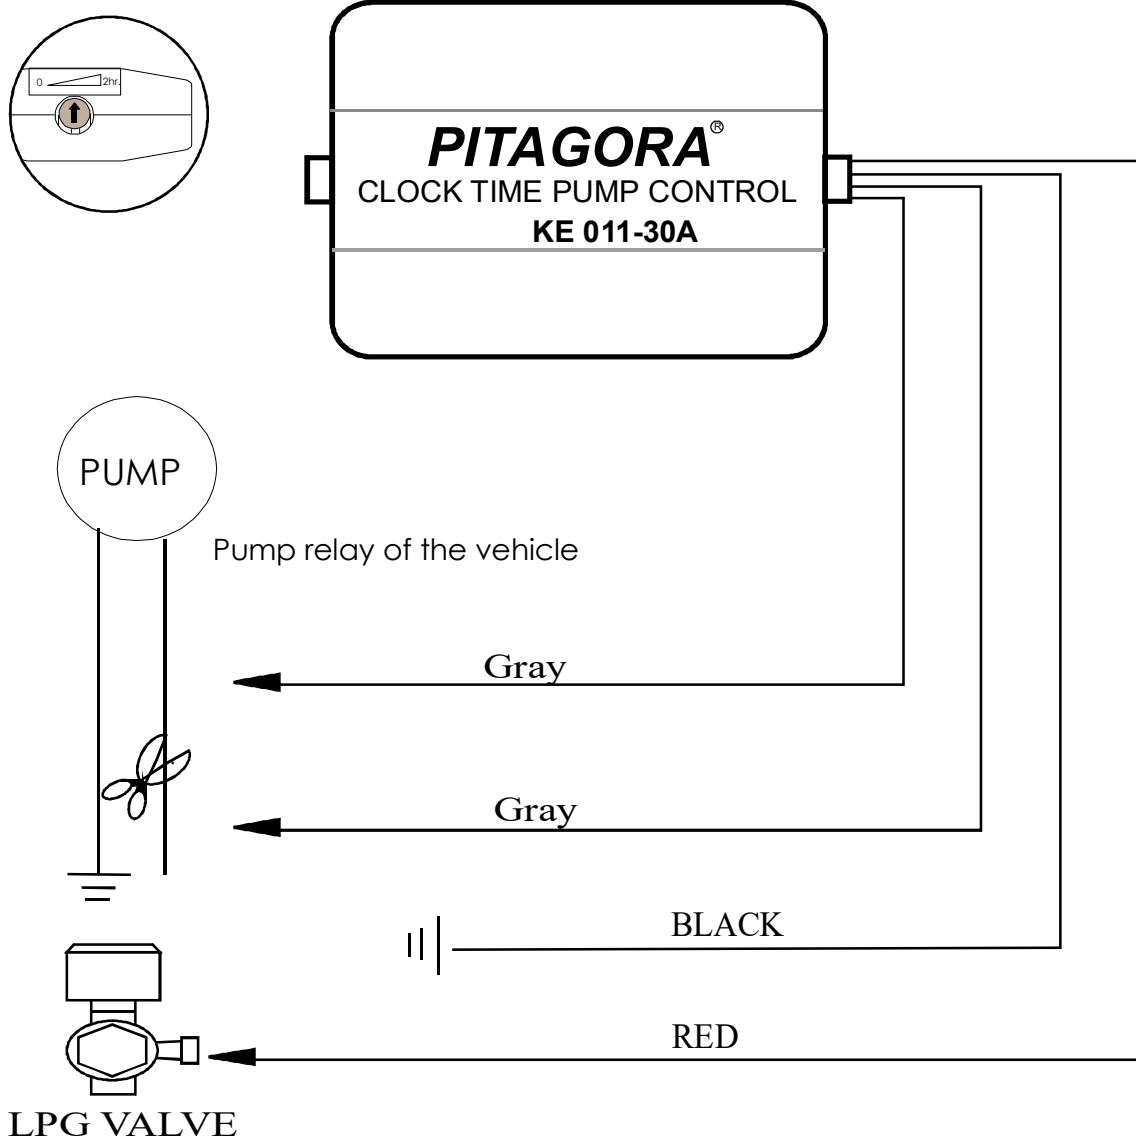 0 2hr.
PITAGORA®
CLOCK TIME PUMP CONTROL
KE 011-30A
PUMP
Pump relay of the vehicle
Gray
Gray
BLACK
RED
LPG VALVE